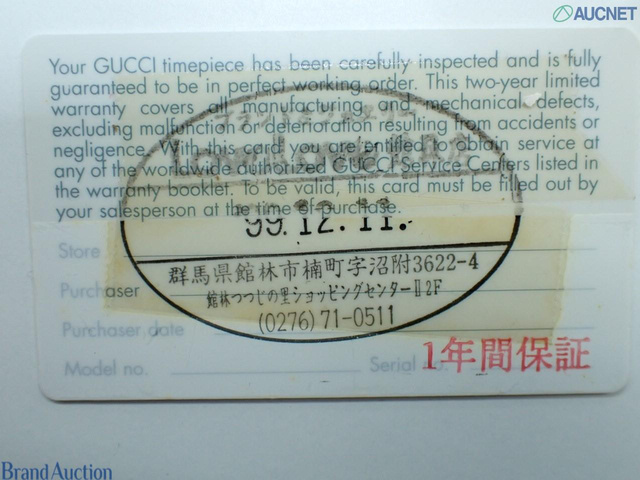 AUCNET
Your GUCCI timepiece has been carefully inspected and is fully
guaranteed to be in perfect working order. This two-year limited
warranty covers all manufacturing and mechanical defects,
excluding malfunction or deterioration resulting from accidents or
negligence. With this card you are entitled to obtain service at
any of the worldwide authorized GUCCI Service Centers listed in
the warranty booklet. To be valid, this card must be filled out by
your salesperson at the time of purchase.
99.12.11.
Store
群馬県館林市楠町字沼附3622-4
Purchaser
館林つつじの里ショッピングセンターⅡ2F
(0276)71-0511
Purchaser date
1年間保証
Model no.
Serial no.
Brand Auction